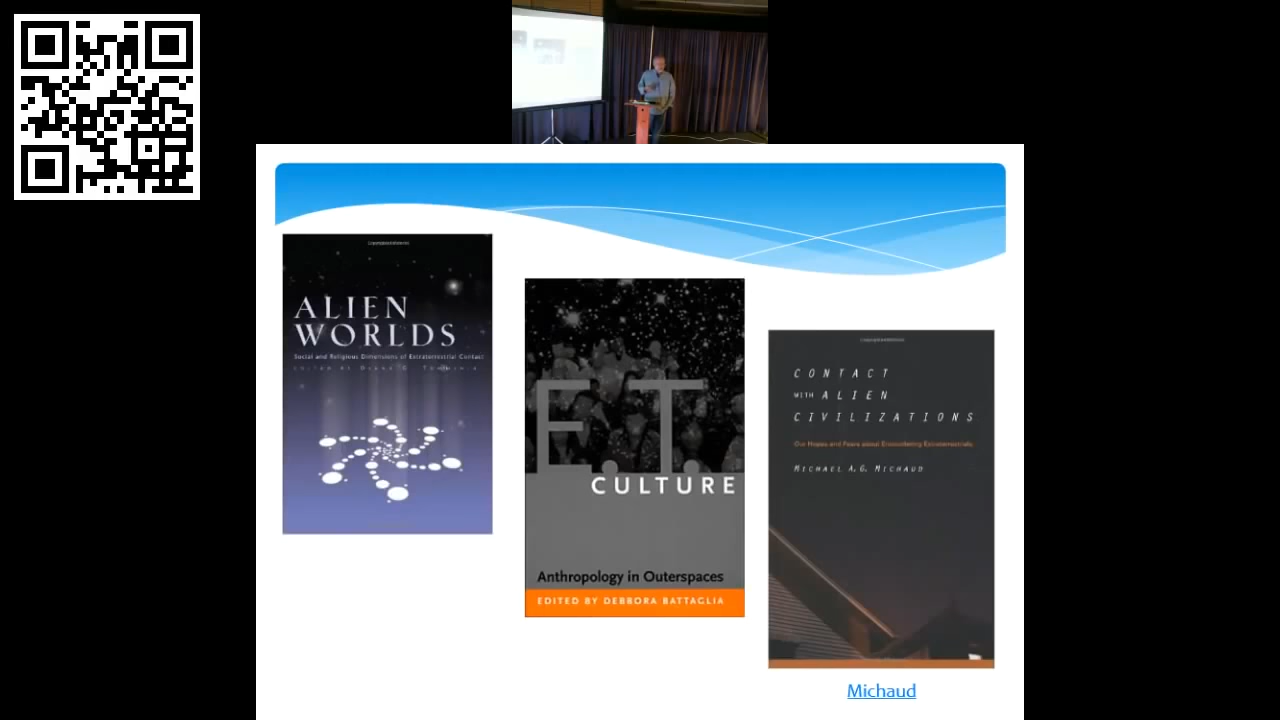 ALIEN
WORLDS
Social and Religious Dimensions of Extraterrestrial Contact
E.T.
CULTURE
Anthropology in Outerspaces
EDITED BY DEBBORA BATTAGLIA
CONTACT
WITH ALIEN
CIVILIZATIONS
Our Hopes and Fears about Encountering Extraterrestrials
MICHAEL A.G. MICHAUD
Michaud